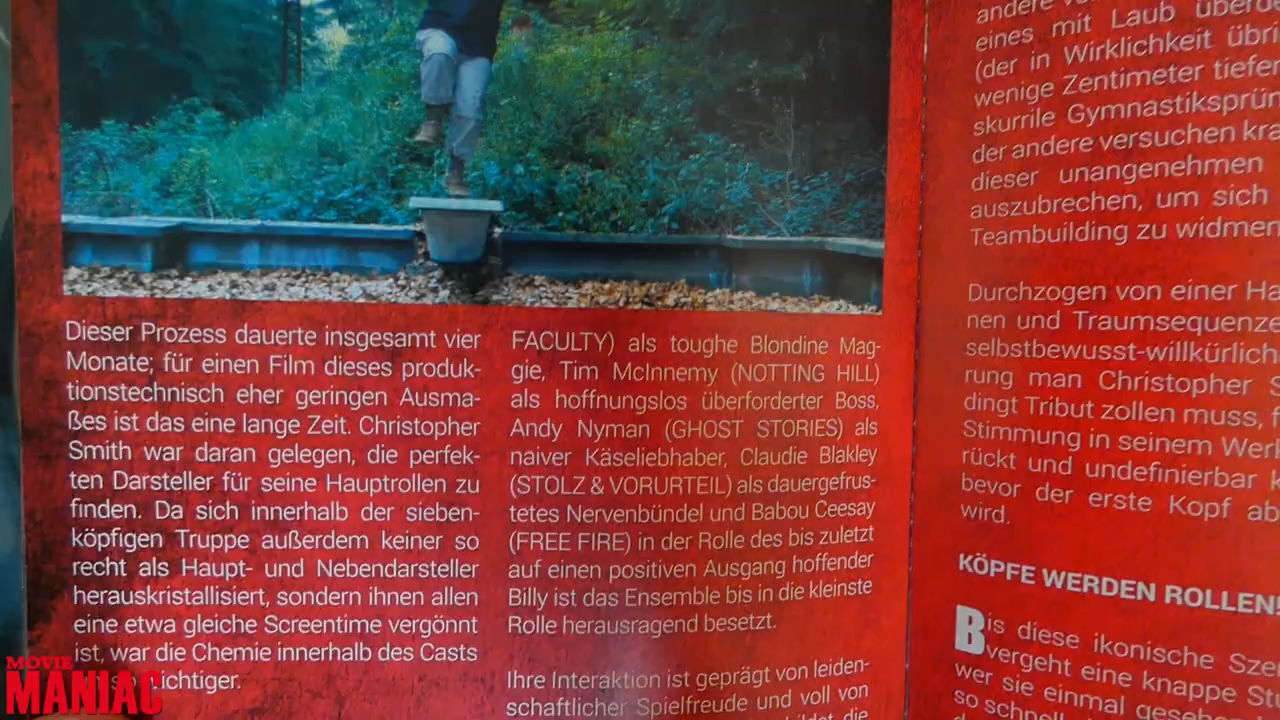 Dieser Prozess dauerte insgesamt vier
Monate; für einen Film dieses produk-
tionstechnisch eher geringen Ausma-
ßes ist das eine lange Zeit. Christopher
Smith war daran gelegen, die perfek-
ten Darsteller für seine Hauptrollen zu
finden. Da sich innerhalb der sieben-
köpfigen Truppe außerdem keiner so
recht als Haupt- und Nebendarsteller
herauskristallisiert, sondern ihnen allen
eine etwa gleiche Screentime vergönnt
ist, war die Chemie innerhalb des Casts
FACULTY) als toughe Blondine Mag-
gie, Tim McInnemy (NOTTING HILL)
als hoffnungslos überforderter Boss,
Andy Nyman (GHOST STORIES) als
naiver Käseliebhaber, Claudie Blakley
(STOLZ & VORURTEIL) als dauergefrus-
tetes Nervenbündel und Babou Ceesay
(FREE FIRE) in der Rolle des bis zuletzt
auf einen positiven Ausgang hoffender
Billy ist das Ensemble bis in die kleinste
Rolle herausragend besetzt.
Ihre Interaktion ist geprägt von leiden-
schaftlicher Spielfreude und voll von
andere
eines mit Laub
(der in Wirklichkeit
wenige Zentimeter
skurrile
der andere versuchen
dieser unangenehmen
auszubrechen, um sich
Teambuilding zu widmen
Durchzogen von einer
nen und
rung man Christopher
dingt Tribut zollen muss,
Stimmung in seinem
rückt und undefinierbar
bevor der erste Kopf
wird.
KÖPFE WERDEN
Bis diese ikonische
vergeht eine knappe
wer sie einmal
so
MOVIE
MANIAC